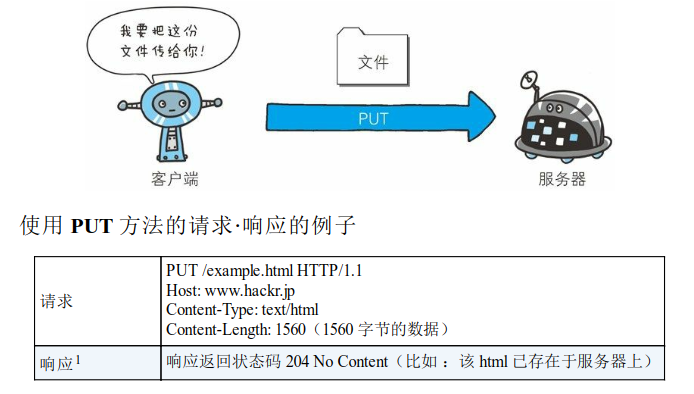 我要把这份
文件传给你!
文件
PUT
客户端
服务器
使用 PUT 方法的请求·响应的例子
请求
PUT /example.html HTTP/1.1
Host: www.hackr.jp
Content-Type: text/html
Content-Length: 1560（1560 字节的数据）
响应1
响应返回状态码 204 No Content（比如 ：该 html 已存在于服务器上）